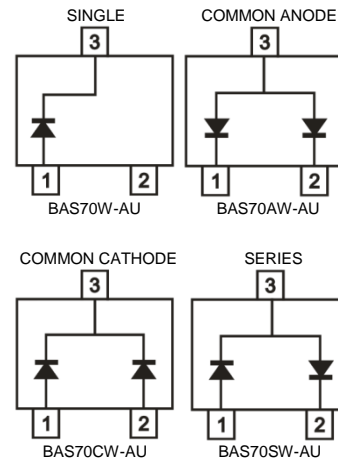 SINGLE
3
1 2
BAS70W-AU
COMMON ANODE
3
1 2
BAS70AW-AU
COMMON CATHODE
3
1 2
BAS70CW-AU
SERIES
3
1 2
BAS70SW-AU